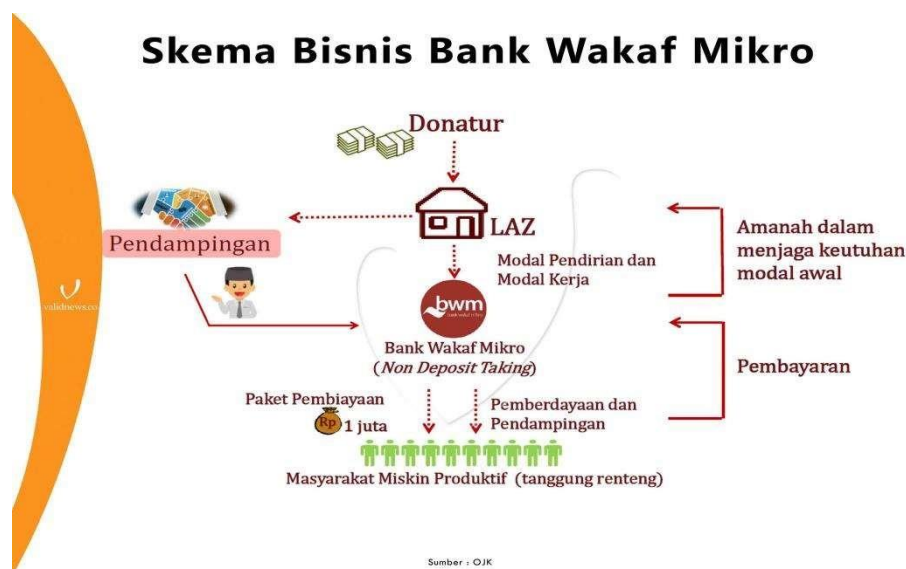 Skema Bisnis Bank Wakaf Mikro
Donatur
LAZ
Pendampingan
Modal Pendirian dan
Modal Kerja
Amanah dalam
menjaga keutuhan
modal awal
validnews.co
bwm
Bank Wakaf Mikro
(Non Deposit Taking)
Pembayaran
Paket Pembiayaan
Rp 1 juta
Pemberdayaan dan
Pendampingan
Masyarakat Miskin Produktif (tanggung renteng)
Sumber : OJK